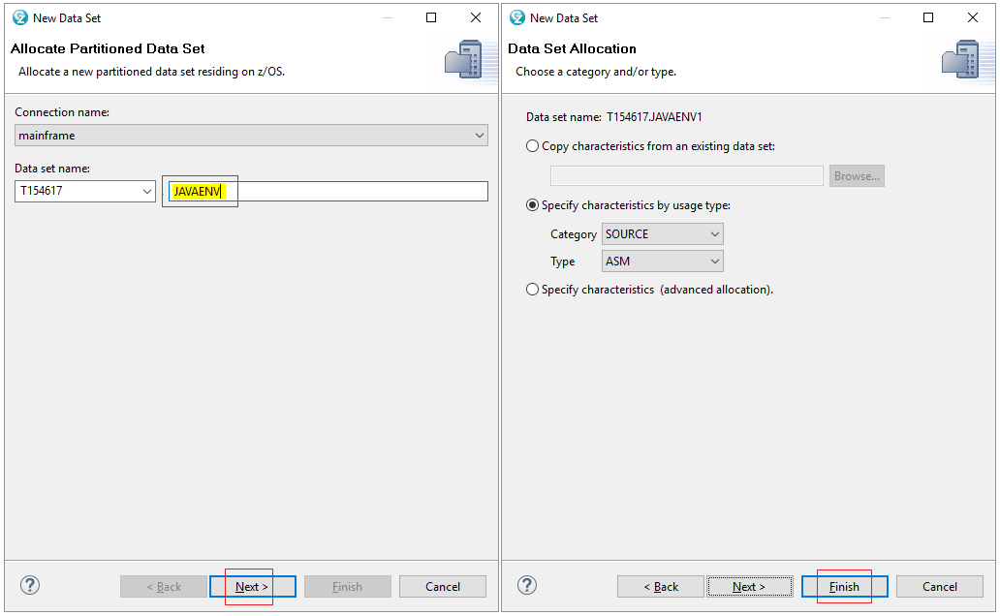 New Data Set
Allocate Partitioned Data Set
Allocate a new partitioned data set residing on z/OS.
Connection name:
mainframe
Data set name:
T154617 . JAVAENV
< Back Next > Finish Cancel
New Data Set
Data Set Allocation
Choose a category and/or type.
Data set name: T154617.JAVAENV1
Copy characteristics from an existing data set:
Browse...
Specify characteristics by usage type:
Category SOURCE
Type ASM
Specify characteristics (advanced allocation).
< Back Next > Finish Cancel